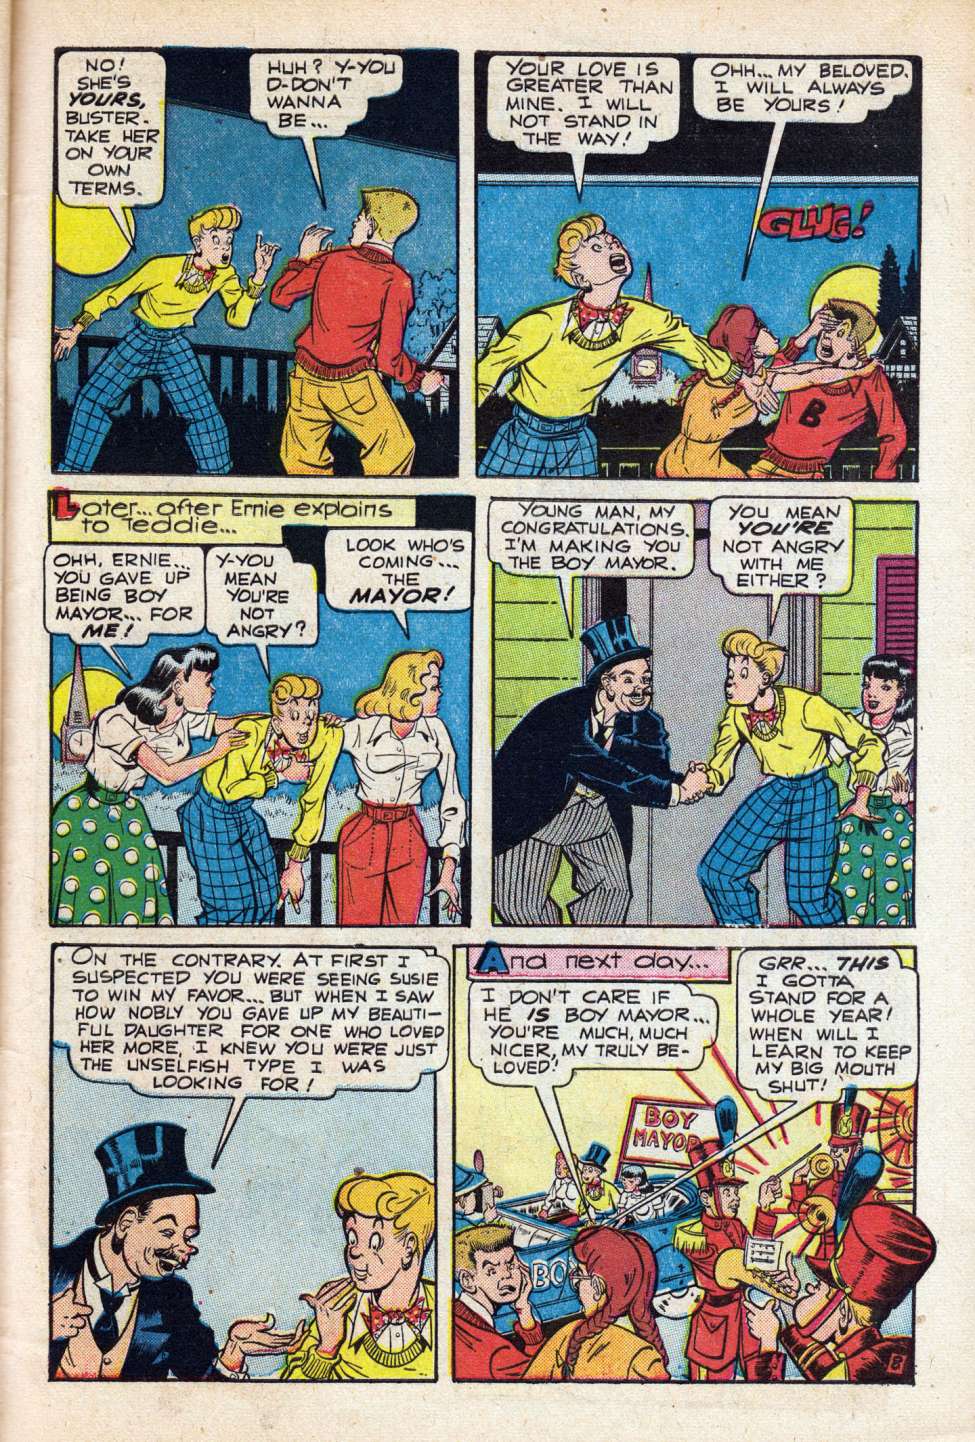 NO!
SHE'S
YOURS,
BUSTER.
TAKE HER
ON YOUR
OWN
TERMS.
HUH? Y-YOU
D-DON'T
WANNA
BE...
YOUR LOVE IS
GREATER THAN
MINE. I WILL
NOT STAND IN
THE WAY!
OHH... MY BELOVED.
I WILL ALWAYS
BE YOURS!
GLUG!
B
Later... after Ernie explains
to Teddie...
OHH, ERNIE...
YOU GAVE UP
BEING BOY
MAYOR... FOR
ME!
Y-YOU
MEAN
YOU'RE
NOT
ANGRY?
LOOK WHO'S
COMING...
THE
MAYOR!
YOUNG MAN, MY
CONGRATULATIONS.
I'M MAKING YOU
THE BOY MAYOR.
YOU MEAN
YOU'RE
NOT ANGRY
WITH ME
EITHER?
ON THE CONTRARY. AT FIRST I
SUSPECTED YOU WERE SEEING SUSIE
TO WIN MY FAVOR... BUT WHEN I SAW
HOW NOBLY YOU GAVE UP MY BEAUTI-
FUL DAUGHTER FOR ONE WHO LOVED
HER MORE, I KNEW YOU WERE JUST
THE UNSELFISH TYPE I WAS
LOOKING FOR!
And next day...
I DON'T CARE IF
HE IS BOY MAYOR...
YOU'RE MUCH, MUCH
NICER, MY TRULY BE-
LOVED!
GRR... THIS
I GOTTA
STAND FOR A
WHOLE YEAR!
WHEN WILL I
LEARN TO KEEP
MY BIG MOUTH
SHUT!
BOY
MAYOR
BO
8